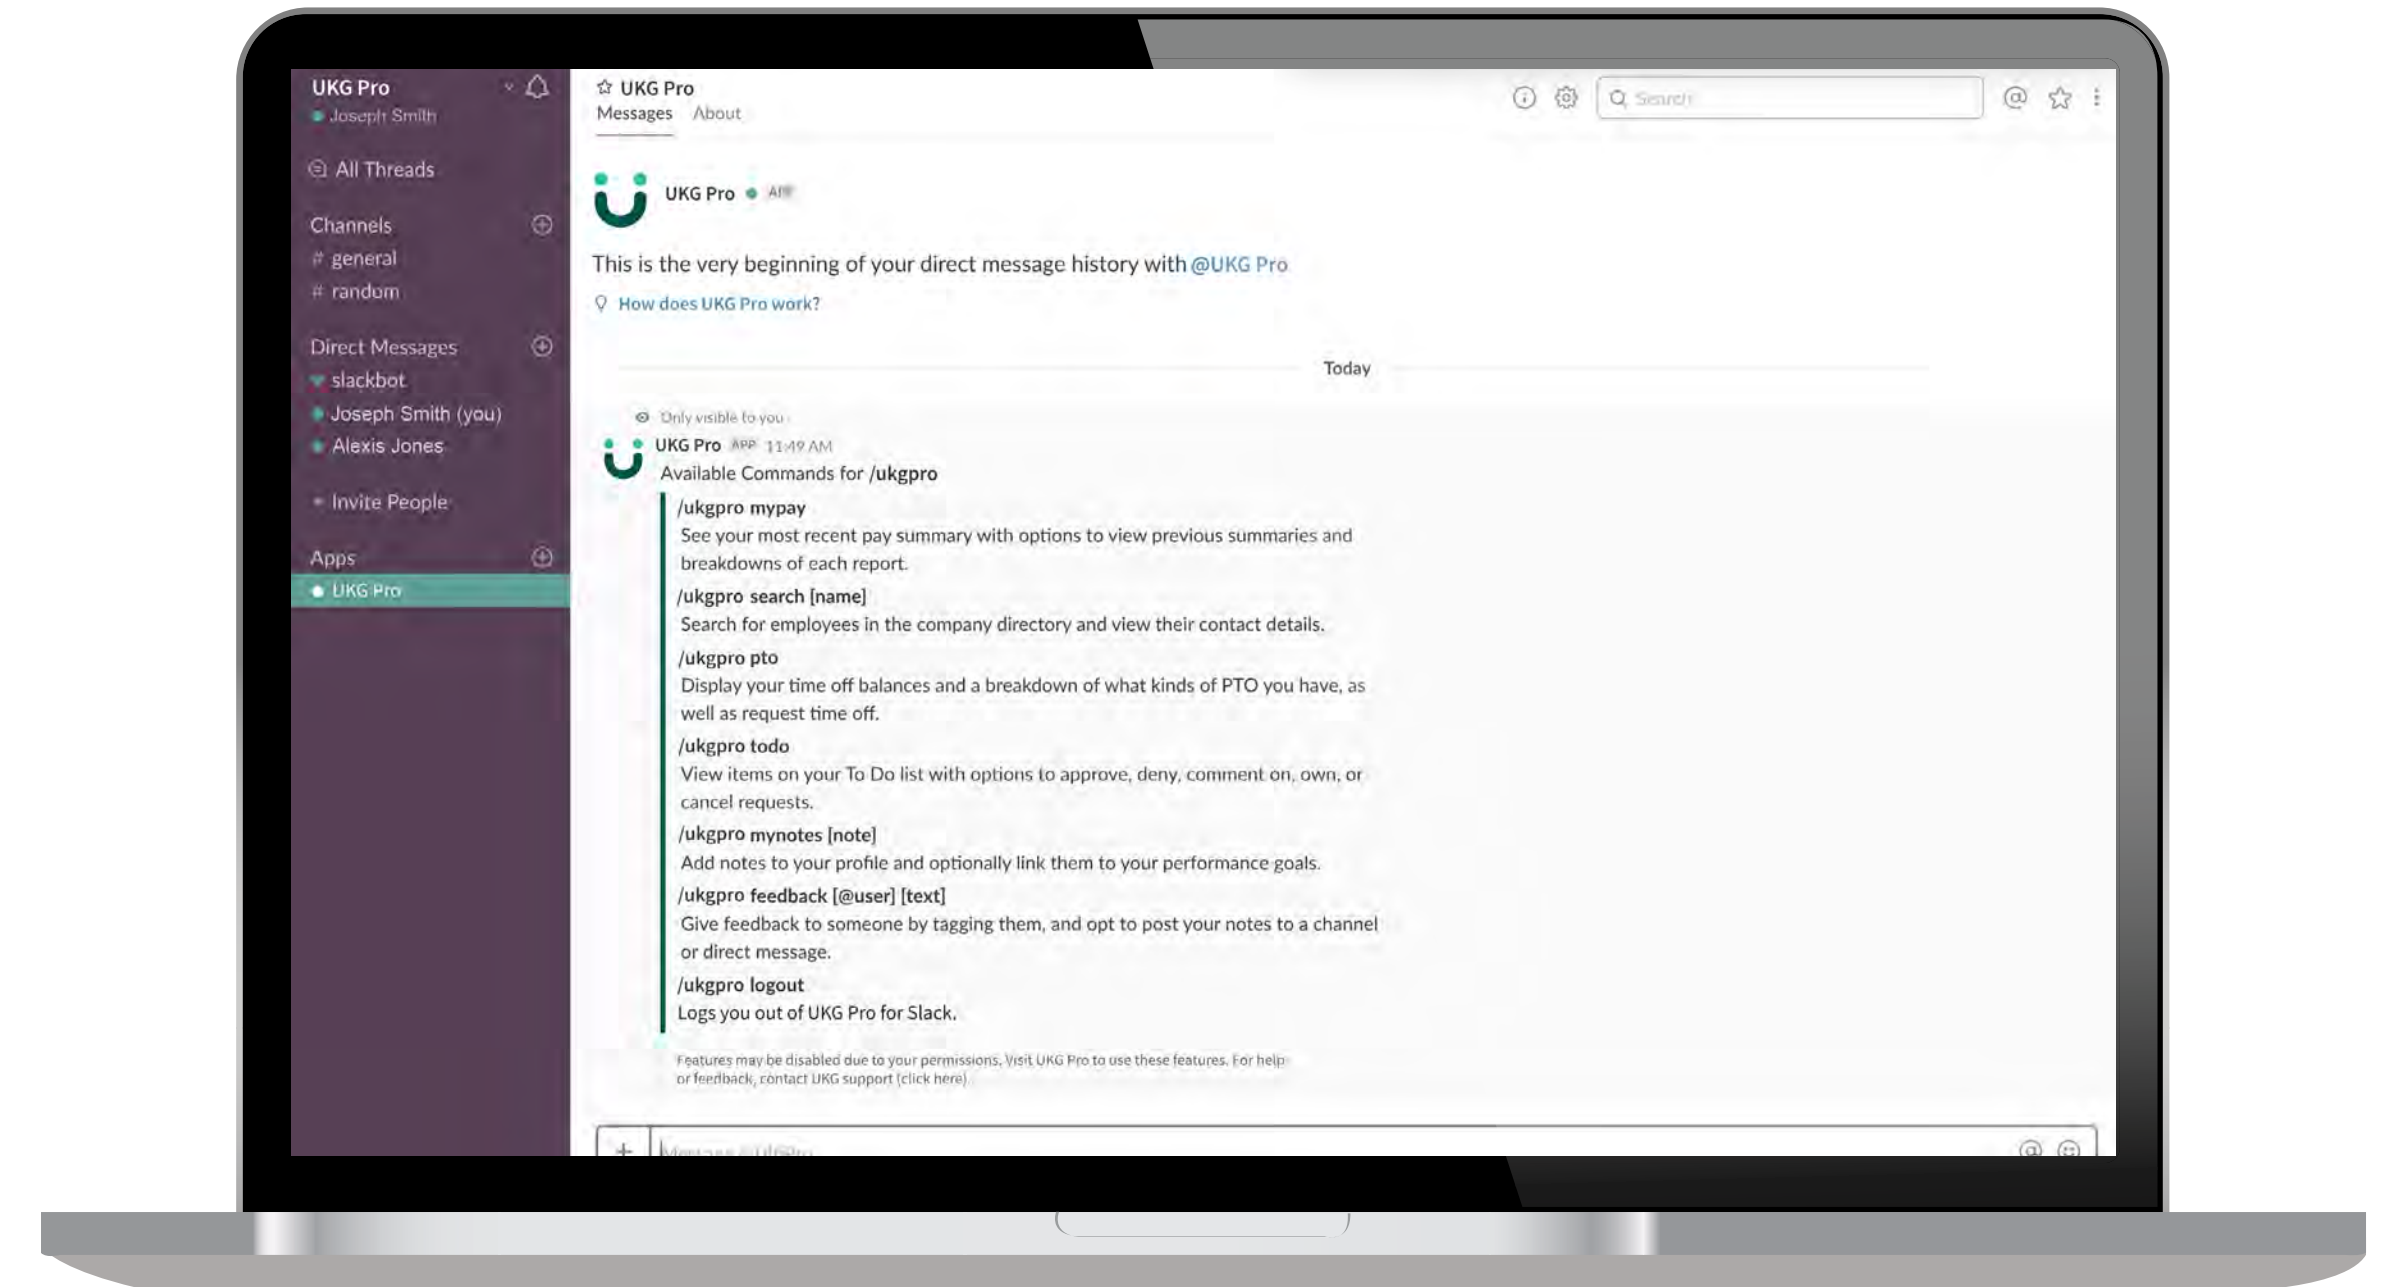 UKG Pro
Joseph Smith
All Threads
Channels
# general
# random
Direct Messages
slackbot
Joseph Smith (you)
Alexis Jones
Invite People
Apps
UKG Pro
UKG Pro
Messages About
Search
UKG Pro APP
This is the very beginning of your direct message history with @UKG Pro
How does UKG Pro work?
Today
Only visible to you
UKG Pro APP 11:49 AM
Available Commands for /ukgpro
/ukgpro mypay
See your most recent pay summary with options to view previous summaries and
breakdowns of each report.
/ukgpro search [name]
Search for employees in the company directory and view their contact details.
/ukgpro pto
Display your time off balances and a breakdown of what kinds of PTO you have, as
well as request time off.
/ukgpro todo
View items on your To Do list with options to approve, deny, comment on, own, or
cancel requests.
/ukgpro mynotes [note]
Add notes to your profile and optionally link them to your performance goals.
/ukgpro feedback [@user] [text]
Give feedback to someone by tagging them, and opt to post your notes to a channel
or direct message.
/ukgpro logout
Logs you out of UKG Pro for Slack.
Features may be disabled due to your permissions. Visit UKG Pro to use these features. For help
or feedback, contact UKG support (click here)